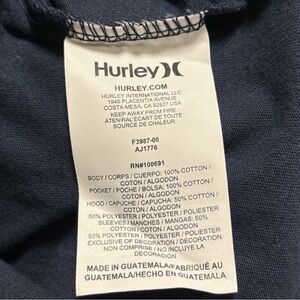 Hurley
HURLEY.COM
HURLEY INTERNATIONAL LLC
1945 PLACENTIA AVENUE
COSTA MESA, CA 92627 USA
KEEP AWAY FROM FIRE
ATENIRAL'ECART DE TOUTE
SOURCE DE CHALEUR
F3987-00
AJ1776
RN#100691
BODY / CORPS / CUERPO: 100% COTTON /
COTON / ALGODON
POCKET / POCHE / BOLSA: 100% COTTON /
COTON / ALGODON
HOOD / CAPUCHE / CAPUCHA: 50% COTTON /
COTON / ALGODON
50% POLYESTER / POLYESTER / POLIESTER
SLEEVES / MANCHES / MANGAS: 50%
COTTON / COTON / ALGODON
50% POLYESTER / POLYESTER / POLIESTER
EXCLUSIVE OF DECORATION / DECORATION
NON COMPRISE / NO INCLUYE LA
DECORACION
MADE IN GUATEMALA/FABRIQUÉ AU
GUATEMALA/HECHO EN GUATEMALA